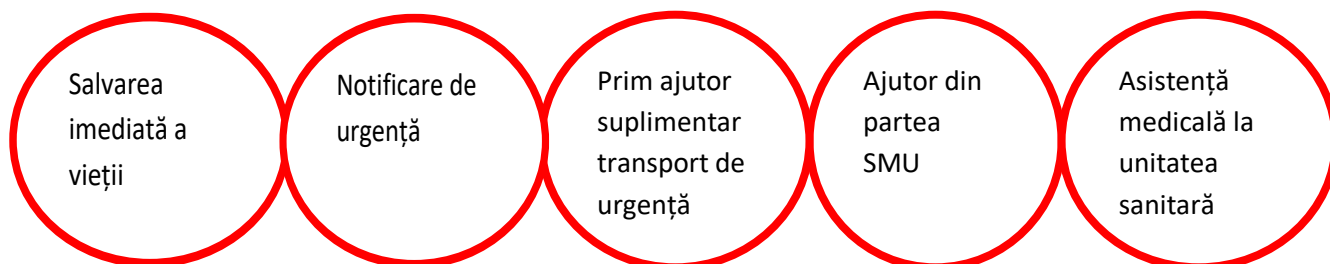 Salvarea
imediată a
vieții
Notificare de
urgență
Prim ajutor
suplimentar
transport de
urgență
Ajutor din
partea
SMU
Asistență
medicală la
unitatea
sanitară